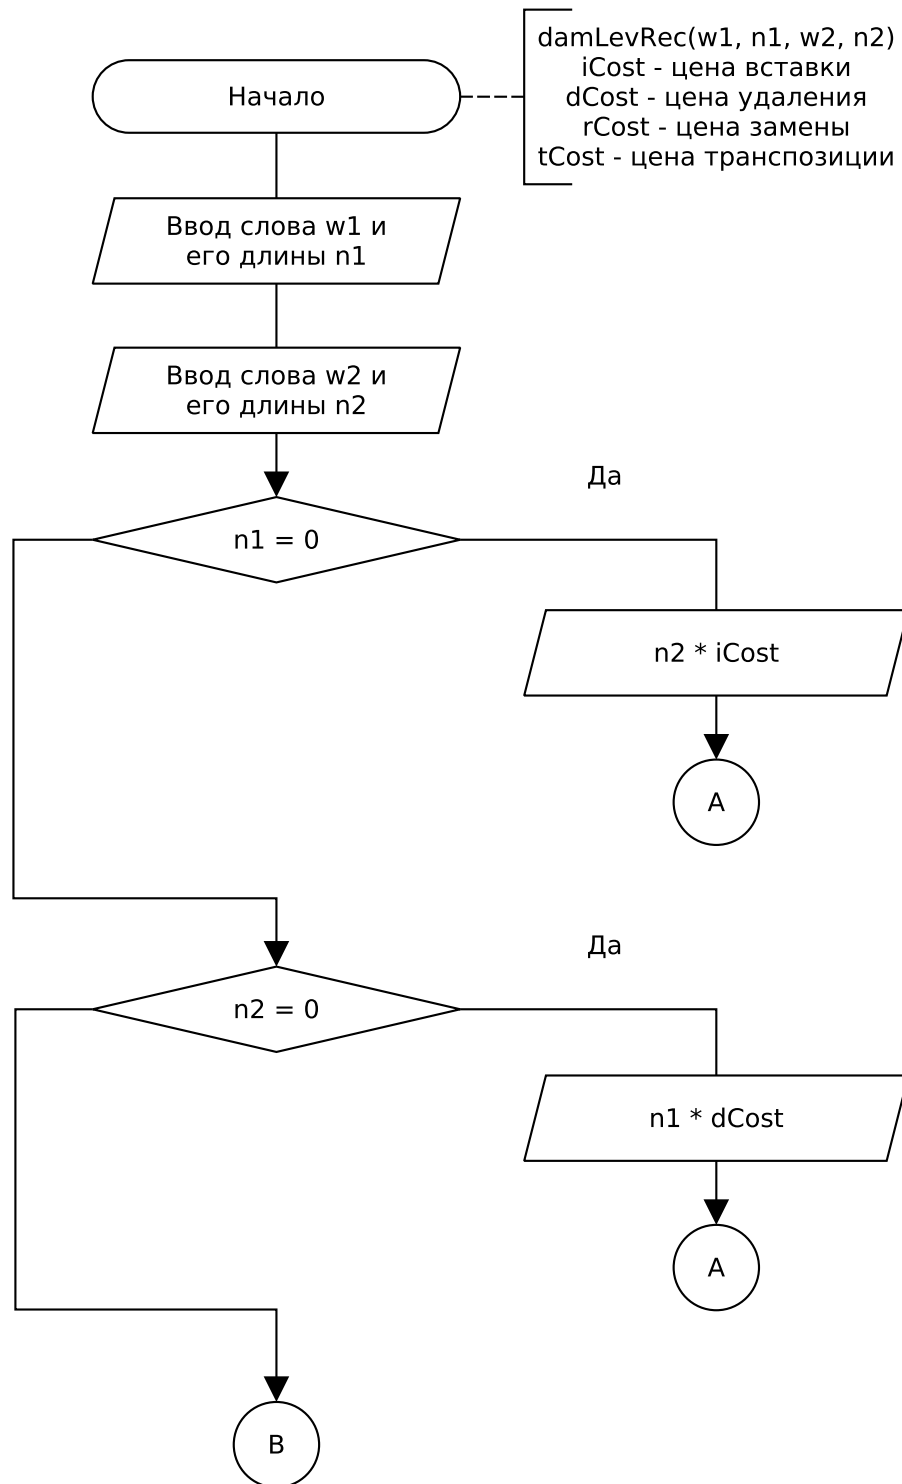 damLevRec(w1, n1, w2, n2)
iCost - цена вставки
dCost - цена удаления
rCost - цена замены
tCost - цена транспозиции
Начало
Ввод слова w1 и
его длины n1
Ввод слова w2 и
его длины n2
Да
n1 = 0
n2 * iCost
A
Да
n2 = 0
n1 * dCost
A
B